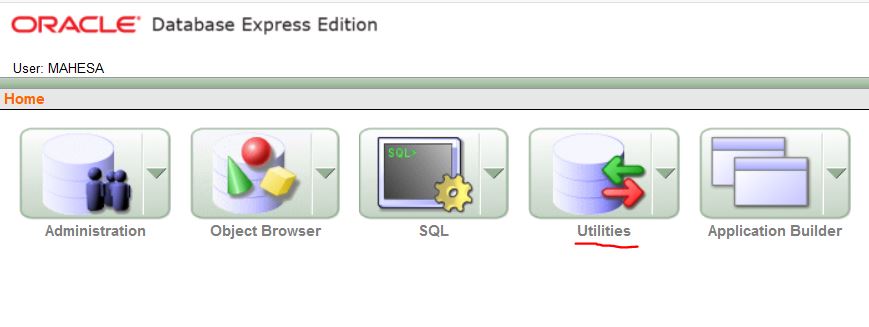 ORACLE Database Express Edition
User: MAHESA
Home
SQL>
Administration Object Browser SQL Utilities Application Builder